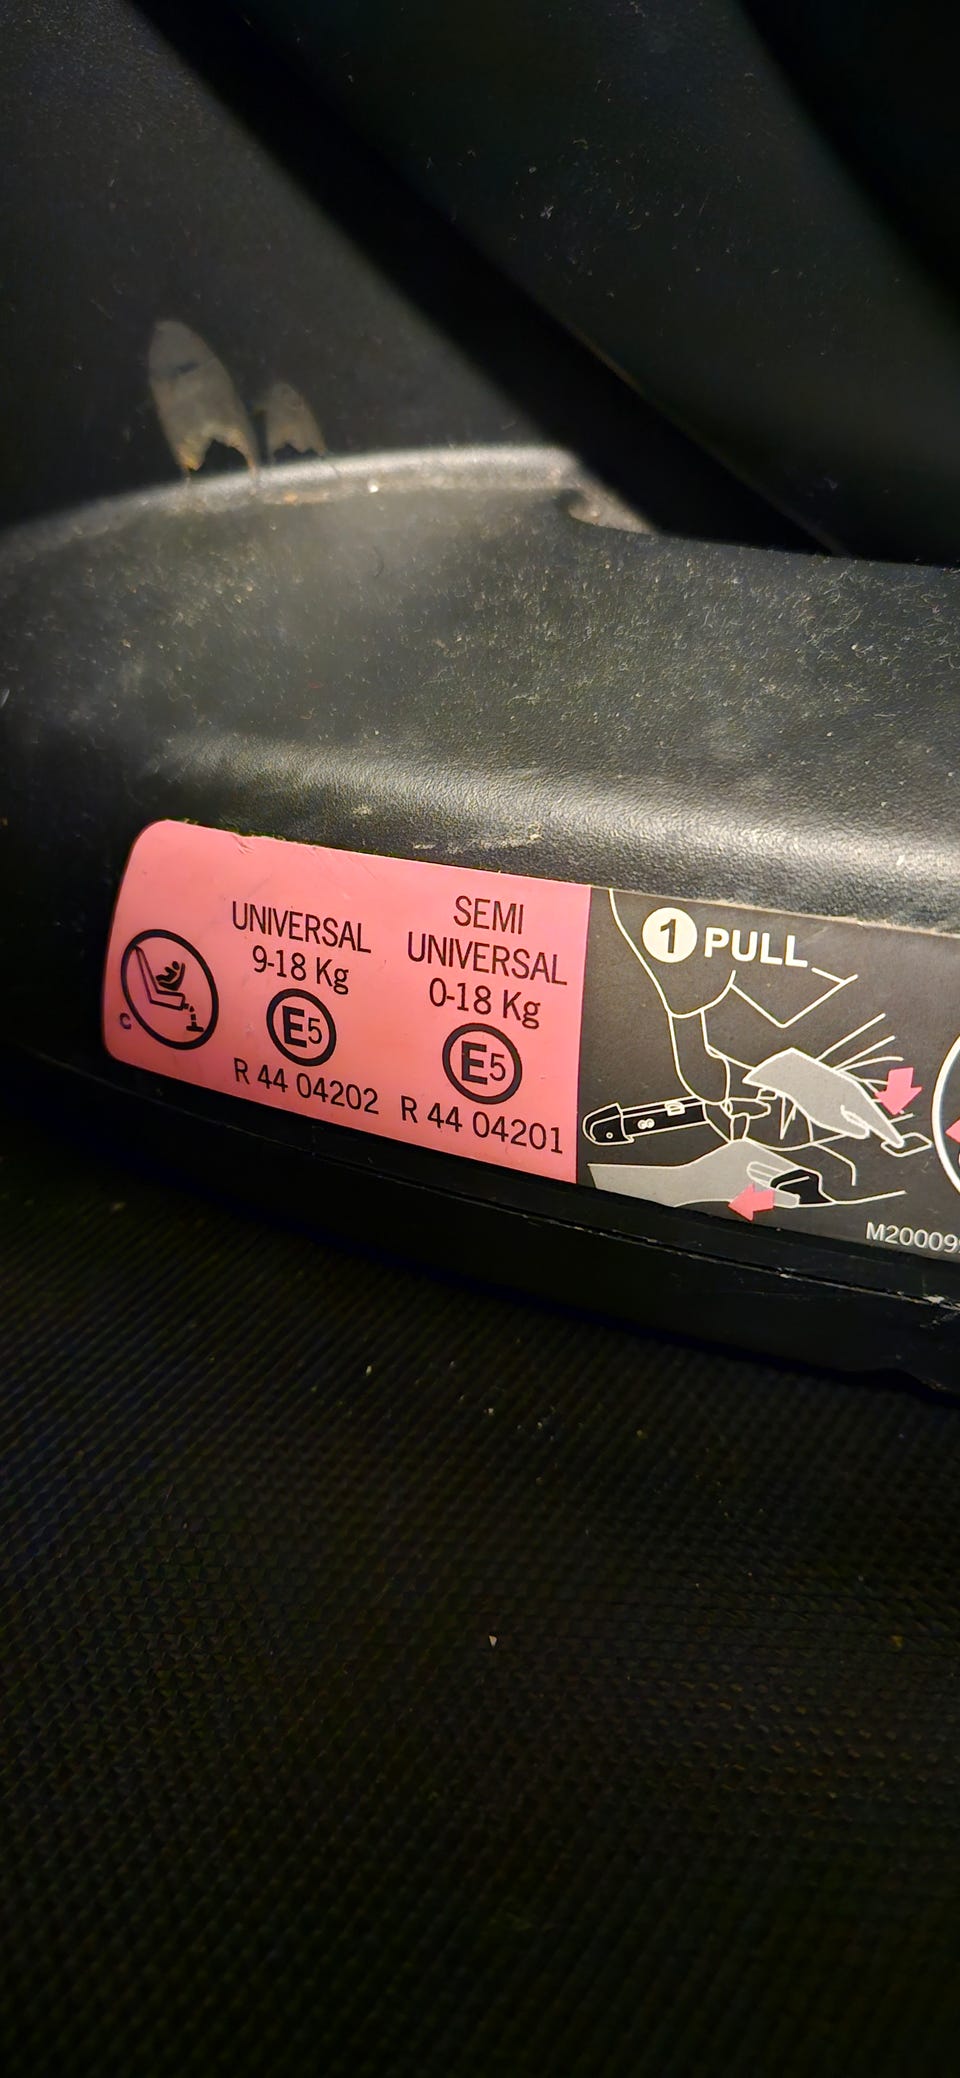 UNIVERSAL
9-18 Kg
E5
R 44 04202
SEMI
UNIVERSAL
0-18 Kg
E5
R 44 04201
C
1 PULL